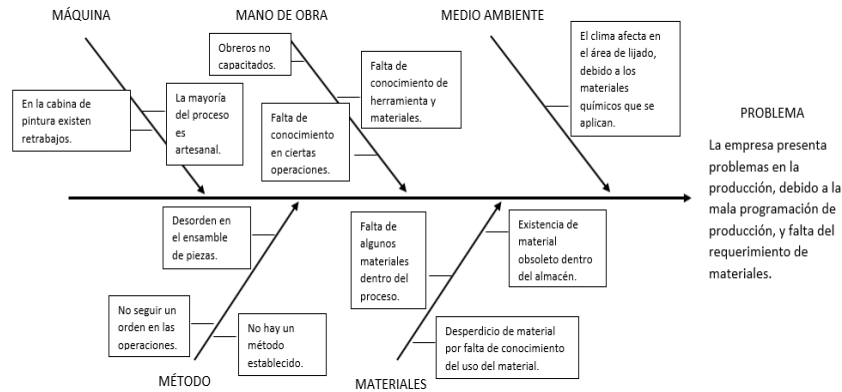 MÁQUINA
MANO DE OBRA
MEDIO AMBIENTE
Obreros no
capacitados.
Falta de
conocimiento de
herramienta y
materiales.
El clima afecta en
el área de lijado,
debido a los
materiales
químicos que se
aplican.
En la cabina de
pintura existen
retrabajos.
La mayoría
del proceso
es
artesanal.
Falta de
conocimiento
en ciertas
operaciones.
PROBLEMA
La empresa presenta
problemas en la
producción, debido a la
mala programación de
producción, y falta del
requerimiento de
materiales.
Desorden en
el ensamble
de piezas.
Falta de
algunos
materiales
dentro del
proceso.
Existencia de
material
obsoleto dentro
del almacén.
No seguir un
orden en las
operaciones.
No hay un
método
establecido.
Desperdicio de material
por falta de conocimiento
del uso del material.
MÉTODO
MATERIALES